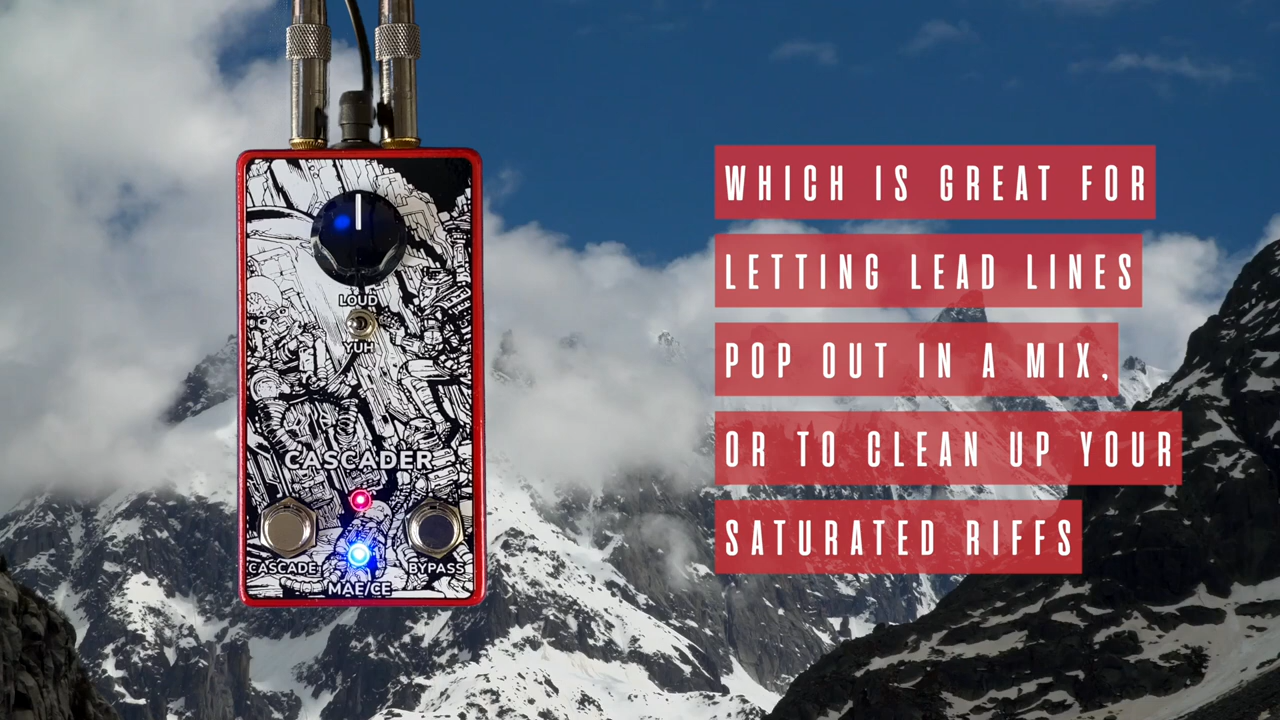 LOUD
YUH
CASCADER
CASCADE
BYPASS
MAE/CE
WHICH IS GREAT FOR
LETTING LEAD LINES
POP OUT IN A MIX,
OR TO CLEAN UP YOUR
SATURATED RIFFS